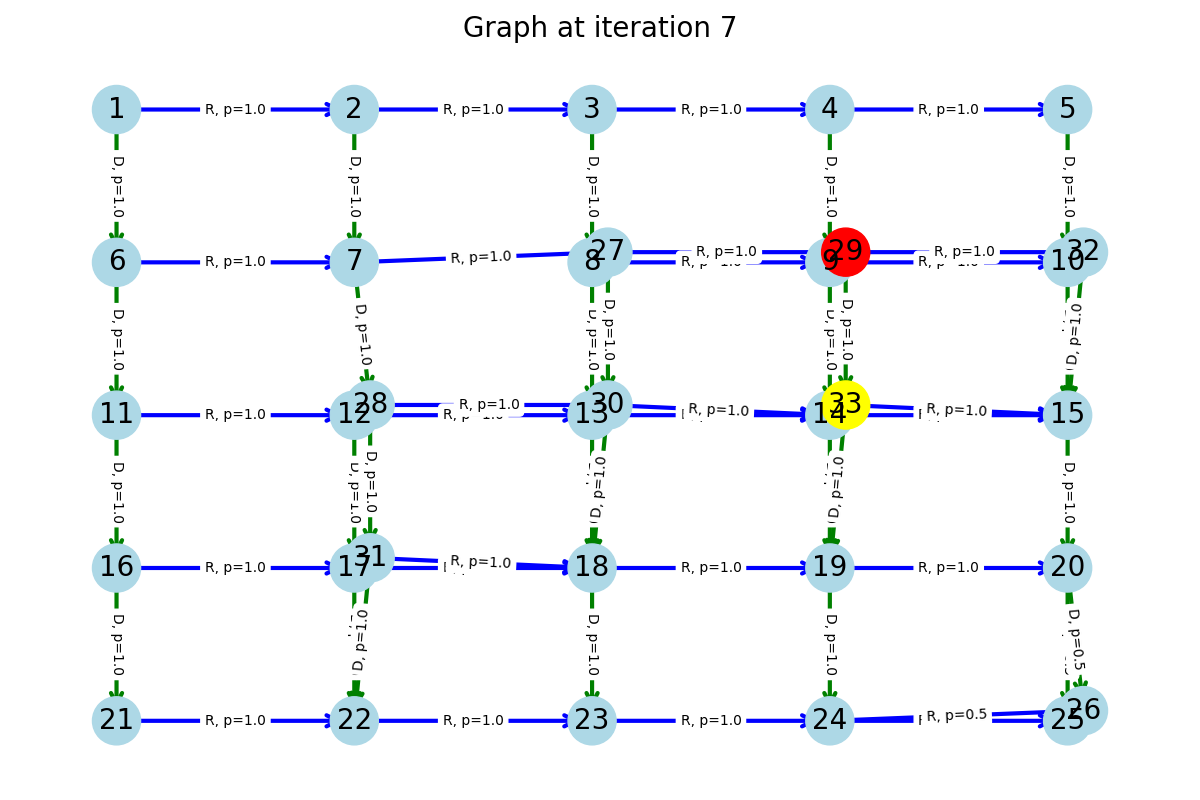 Graph at iteration 7
1 R, p=1.0 2 R, p=1.0 3 R, p=1.0 4 R, p=1.0 5
D, p=1.0 D, p=1.0 D, p=1.0 D, p=1.0 D, p=1.0
6 R, p=1.0 7 R, p=1.0 8 27 R, p=1.0 9 29 R, p=1.0 10 32
R, p=1.0 R, p=1.0
D, p=1.0 D, p=1.0 D, p=1.0 D, p=1.0 D, p=1.0 D, p=1.0 D, p=1.0
11 R, p=1.0 12 28 R, p=1.0 13 30 R, p=1.0 14 33 R, p=1.0 15
R, p=1.0
D, p=1.0 D, p=1.0 D, p=1.0 D, p=1.0 D, p=1.0 D, p=1.0
16 R, p=1.0 17 31 R, p=1.0 18 R, p=1.0 19 R, p=1.0 20
D, p=1.0 D, p=1.0 D, p=1.0 D, p=1.0 D, p=0.5
21 R, p=1.0 22 R, p=1.0 23 R, p=1.0 24 R, p=0.5 25 26